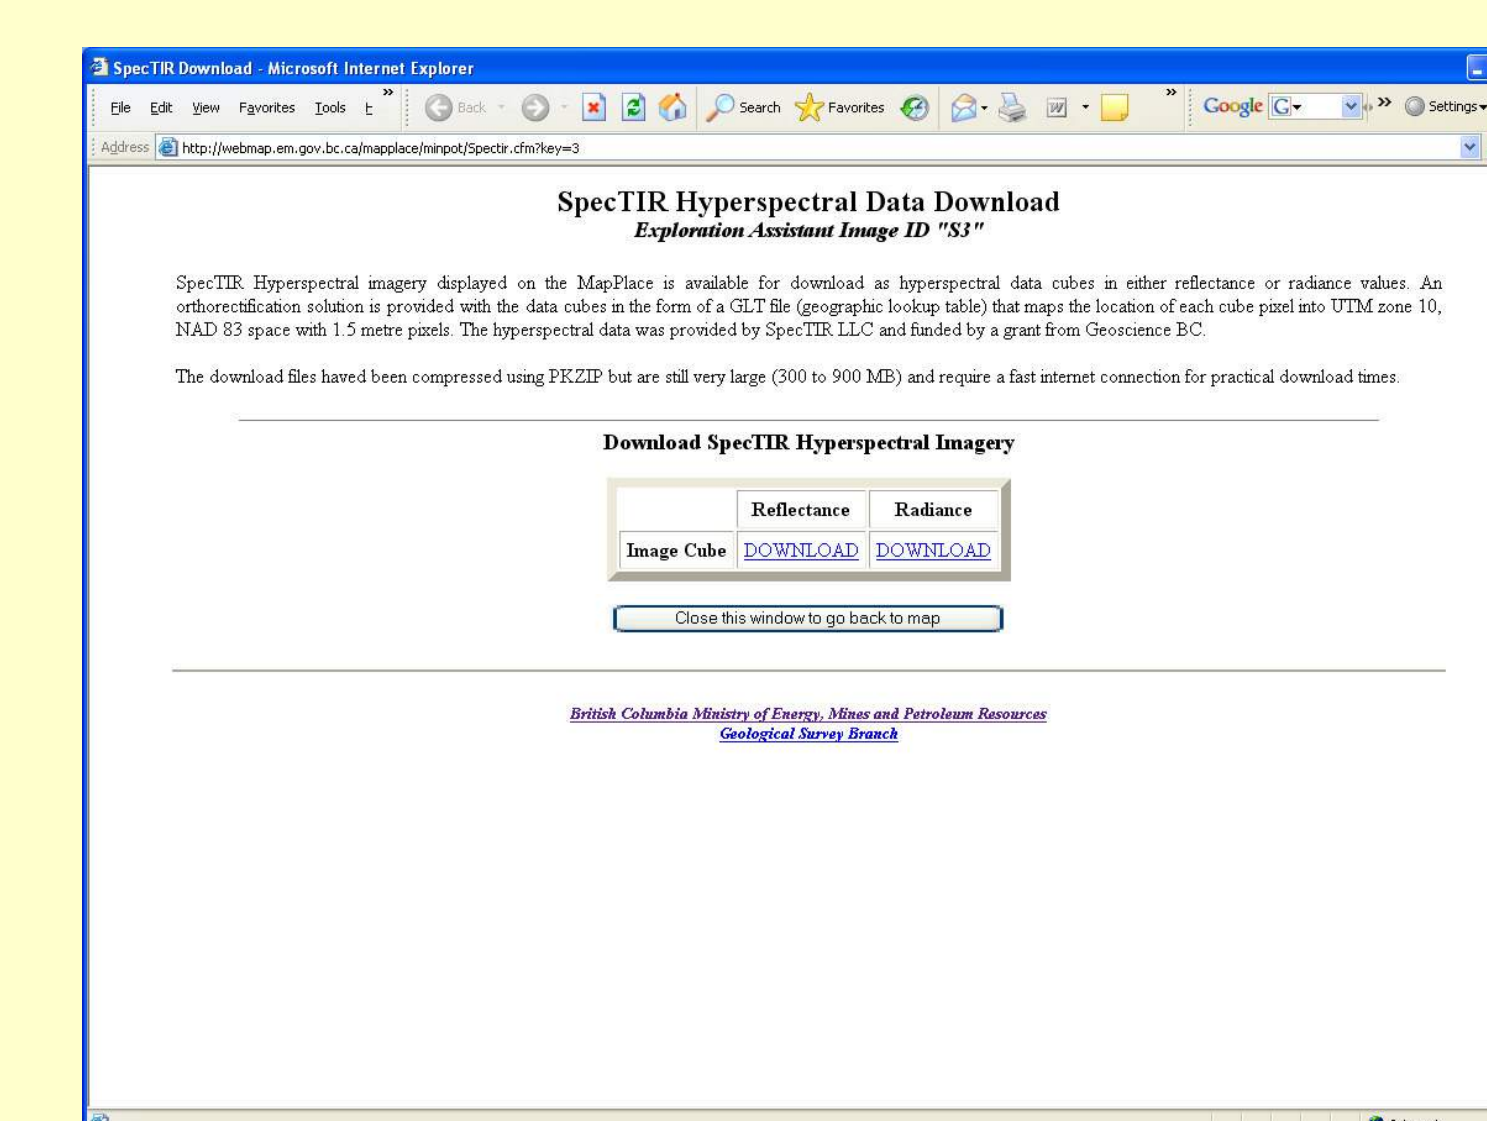 SpecTIR Download - Microsoft Internet Explorer
File Edit View Favorites Tools » Back Search Favorites » Google G » Settings
Address http://webmap.em.gov.bc.ca/mapplace/minpot/Spectir.cfm?key=3
SpecTIR Hyperspectral Data Download
Exploration Assistant Image ID "S3"
SpecTIR Hyperspectral imagery displayed on the MapPlace is available for download as hyperspectral data cubes in either reflectance or radiance values. An
orthorectification solution is provided with the data cubes in the form of a GLT file (geographic lookup table) that maps the location of each cube pixel into UTM zone 10,
NAD 83 space with 1.5 metre pixels. The hyperspectral data was provided by SpecTIR LLC and funded by a grant from Geoscience BC.
The download files haved been compressed using PKZIP but are still very large (300 to 900 MB) and require a fast internet connection for practical download times.
Download SpecTIR Hyperspectral Imagery
Reflectance Radiance
Image Cube DOWNLOAD DOWNLOAD
Close this window to go back to map
British Columbia Ministry of Energy, Mines and Petroleum Resources
Geological Survey Branch